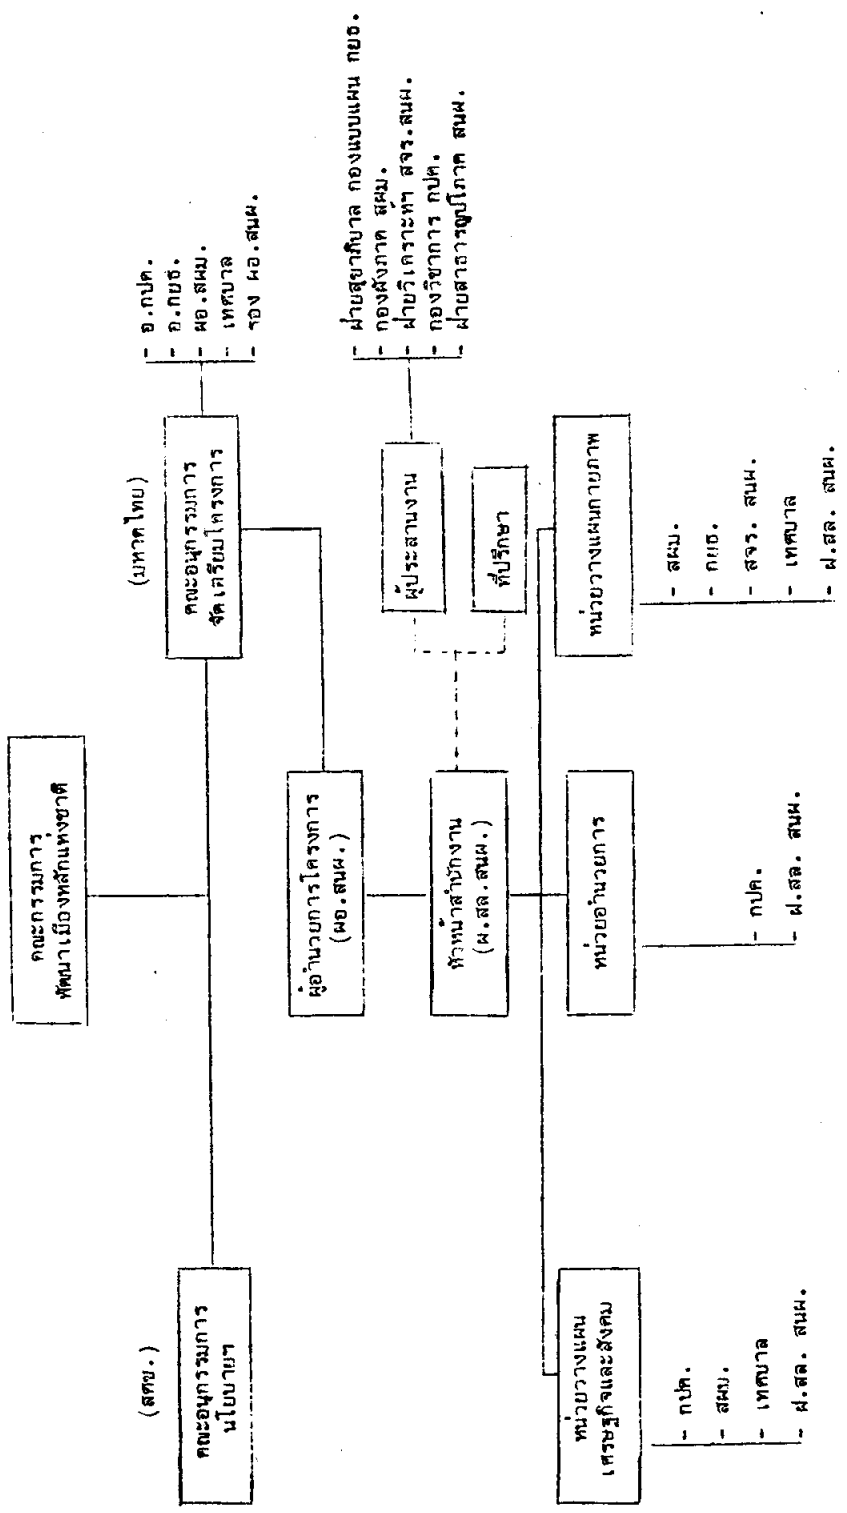 คณะกรรมการ
พัฒนาเมืองหลักแห่งชาติ
(สศช.)
คณะอนุกรรมการ
นโยบายฯ
(มหาดไทย)
คณะอนุกรรมการ
จัดเตรียมโครงการ
- อ.กปค.
- อ.กยธ.
- ผอ.สผม.
- เทศบาล
- รอง ผอ.สนผ.
ผู้อำนวยการโครงการ
(ผอ.สนผ.)
หัวหน้าสำนักงาน
(ผ.สล.สนผ.)
ผู้ประสานงาน
- ฝ่ายสุขาภิบาล กองแบบแผน กยธ.
- กองผังภาค สผม.
- ฝ่ายวิเคราะห์ฯ สจร.สนผ.
- กองวิชาการ กปค.
- ฝ่ายสาธารณูปโภค สนผ.
ที่ปรึกษา
หน่วยวางแผน
เศรษฐกิจและสังคม
- กปค.
- สผม.
- เทศบาล
- ฝ.สล. สนผ.
หน่วยอำนวยการ
- กปค.
- ฝ.สล. สนผ.
หน่วยวางแผนกายภาพ
- สผม.
- กยธ.
- สจร. สนผ.
- เทศบาล
- ฝ.สล. สนผ.